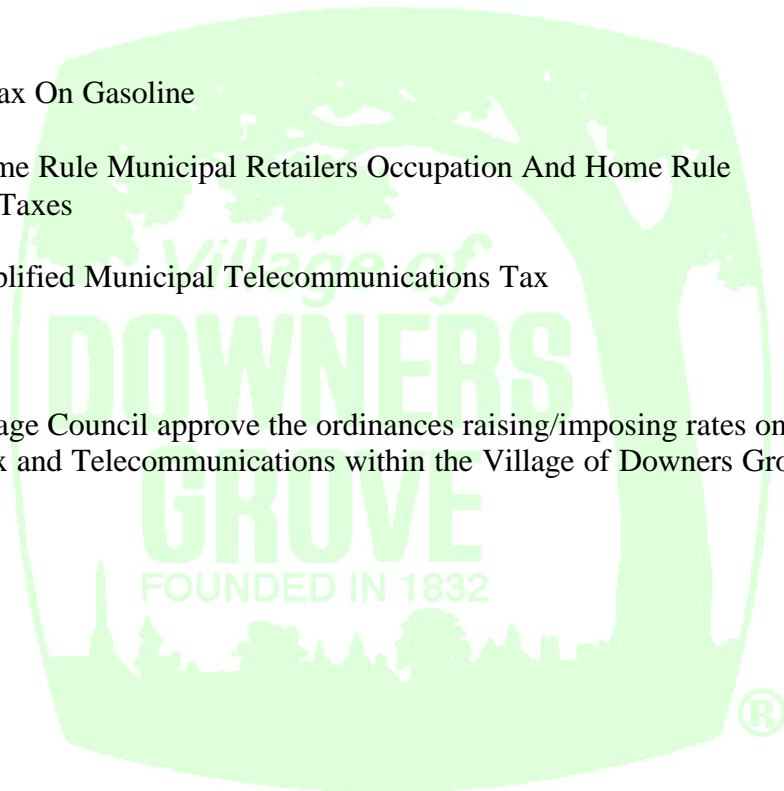 ax On Gasoline
me Rule Municipal Retailers Occupation And Home Rule
Taxes
Village of
plified Municipal Telecommunications Tax
DOWNERS
age Council approve the ordinances raising/imposing rates on
x and Telecommunications within the Village of Downers Gro
GROVE
FOUNDED IN 1832
®